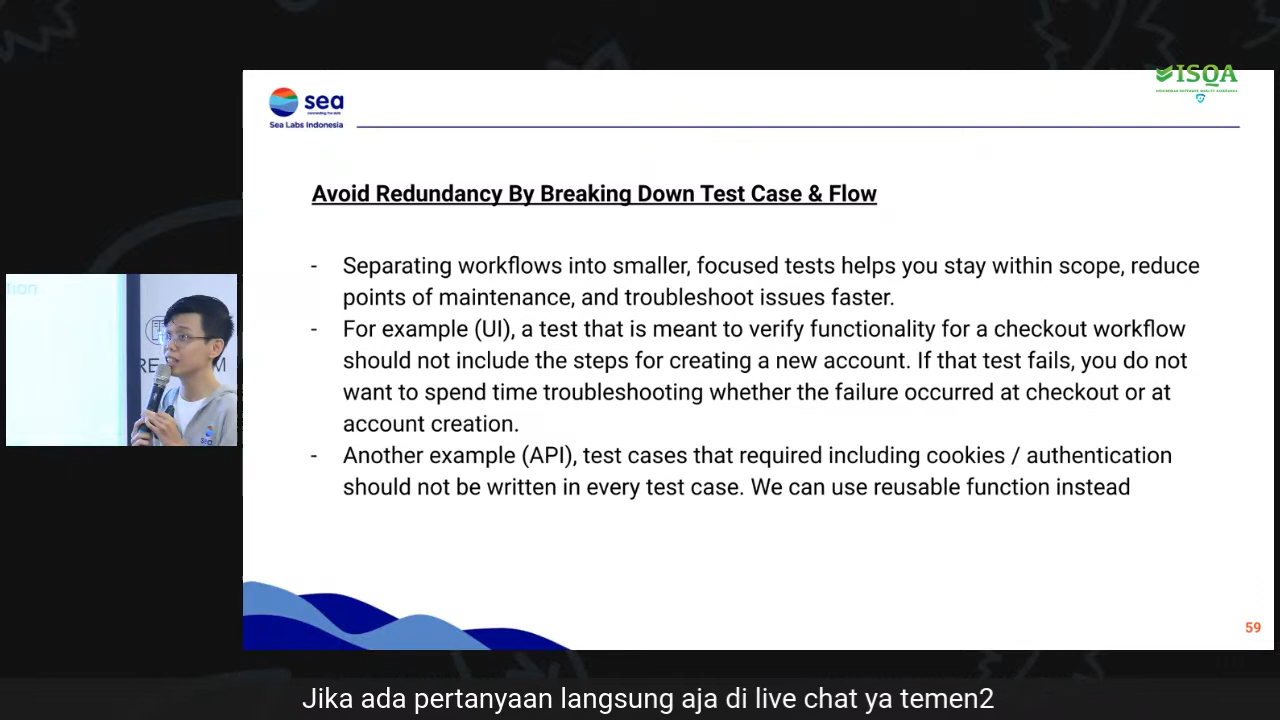 sea
Sea Labs Indonesia
ISQA
Avoid Redundancy By Breaking Down Test Case & Flow
- Separating workflows into smaller, focused tests helps you stay within scope, reduce
points of maintenance, and troubleshoot issues faster.
- For example (UI), a test that is meant to verify functionality for a checkout workflow
should not include the steps for creating a new account. If that test fails, you do not
want to spend time troubleshooting whether the failure occurred at checkout or at
account creation.
- Another example (API), test cases that required including cookies / authentication
should not be written in every test case. We can use reusable function instead
sea
59
Jika ada pertanyaan langsung aja di live chat ya temen2